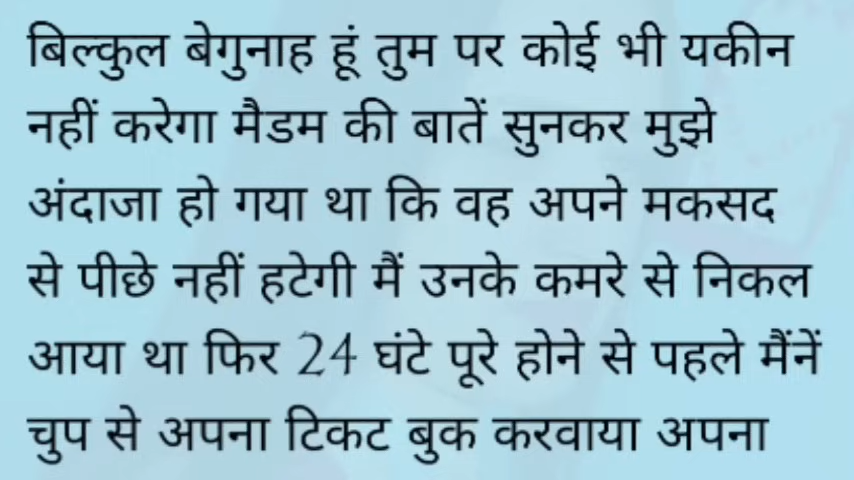 बिल्कुल बेगुनाह हूं तुम पर कोई भी यकीन
नहीं करेगा मैडम की बातें सुनकर मुझे
अंदाजा हो गया था कि वह अपने मकसद
से पीछे नहीं हटेगी मैं उनके कमरे से निकल
आया था फिर 24 घंटे पूरे होने से पहले मैंनें
चुप से अपना टिकट बुक करवाया अपना